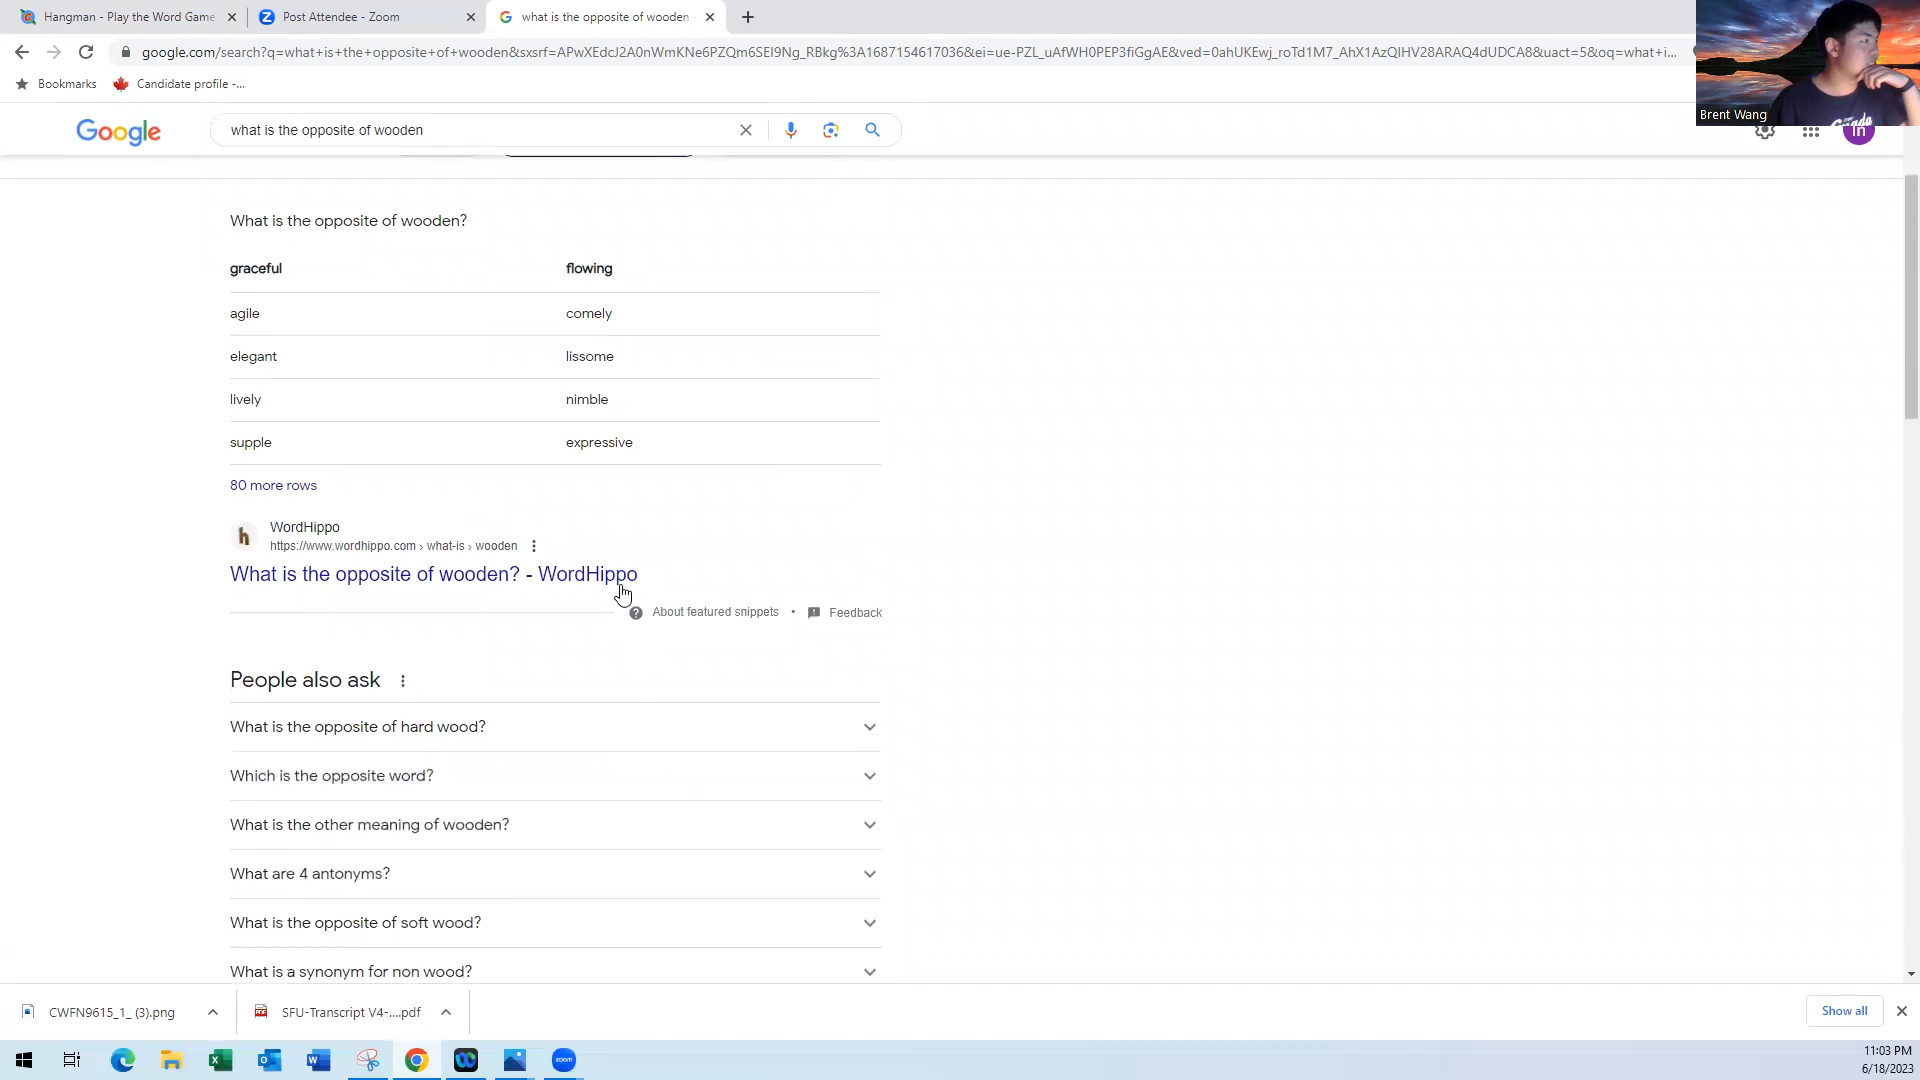 Hangman - Play the Word Game
Post Attendee - Zoom
what is the opposite of wooden
google.com/search?q=what+is+the+opposite+of+wooden&sxsrf=APwXEdcJ2A0nWmKNe6PZQm6SEI9Ng_RBkg%3A1687154617036&ei=ue-PZL_uAfWH0PEP3fiGgAE&ved=0ahUKEwj_roTd1M7_AhX1AzQIHV28ARAQ4dUDCA8&uact=5&oq=what+i...
Bookmarks
Candidate profile -...
Brent Wang
Google
what is the opposite of wooden
In
What is the opposite of wooden?
graceful flowing
agile comely
elegant lissome
lively nimble
supple expressive
80 more rows
h
WordHippo
https://www.wordhippo.com › what-is › wooden
What is the opposite of wooden? - WordHippo
About featured snippets • Feedback
People also ask
What is the opposite of hard wood?
Which is the opposite word?
What is the other meaning of wooden?
What are 4 antonyms?
What is the opposite of soft wood?
What is a synonym for non wood?
CWFN9615_1_ (3).png
SFU-Transcript V4-....pdf
Show all
zoom
11:03 PM
6/18/2023